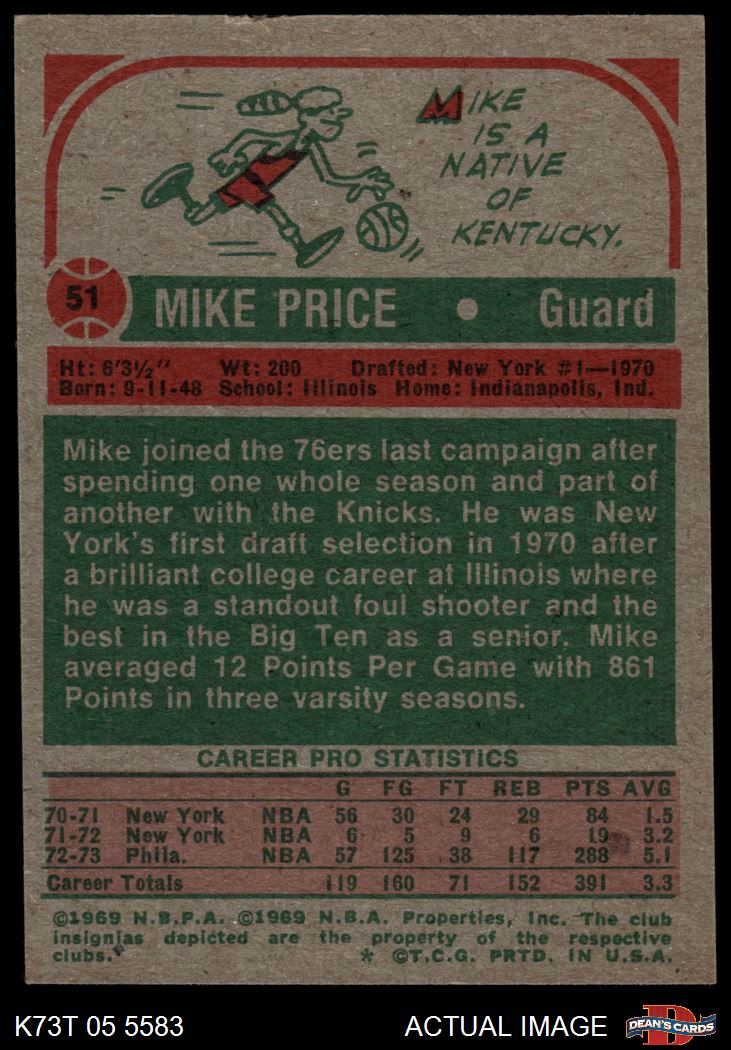 MIKE
IS A
NATIVE
OF
KENTUCKY.
51 MIKE PRICE • Guard
Ht: 6'3½" Wt: 200 Drafted: New York #1—1970
Born: 9-11-48 School: Illinois Home: Indianapolis, Ind.
Mike joined the 76ers last campaign after
spending one whole season and part of
another with the Knicks. He was New
York's first draft selection in 1970 after
a brilliant college career at Illinois where
he was a standout foul shooter and the
best in the Big Ten as a senior. Mike
averaged 12 Points Per Game with 861
Points in three varsity seasons.
CAREER PRO STATISTICS
G FG FT REB PTS AVG
70-71 New York NBA 56 30 24 29 84 1.5
71-72 New York NBA 6 5 9 6 19 3.2
72-73 Phila. NBA 57 125 38 117 288 5.1
Career Totals 119 160 71 152 391 3.3
©1969 N.B.P.A. ©1969 N.B.A. Properties, Inc. The club
insignias depicted are the property of the respective
clubs. * ©T.C.G. PRTD. IN U.S.A.
K73T 05 5583 ACTUAL IMAGE D DEAN'S CARDS